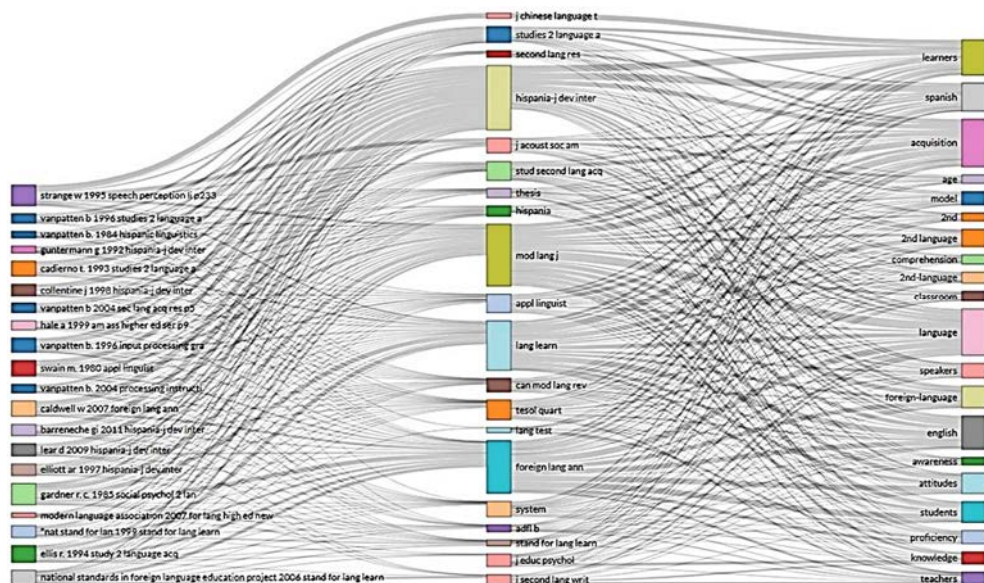 strange w 1995 speech perception li p233
vanpatten b 1996 studies 2 language a
vanpatten b. 1984 hispanic linguistics
guntermann g 1992 hispania-j dev inter
cadierno t. 1993 studies 2 language a
collentine j 1998 hispania-j dev inter
vanpatten b 2004 sec lang acq res p5
hale a 1999 am ass higher ed ser p9
vanpatten b. 1996 input processing gra
swain m. 1980 appl linguist
vanpatten b. 2004 processing instructi
caldwell w 2007 foreign lang ann
barreneche gi 2011 hispania-j dev inter
lear d 2009 hispania-j dev inter
elliott ar 1997 hispania-j dev inter
gardner r. c. 1985 social psychol 2 lan
modern language association 2007 for lang high ed new
*nat stand for lan 1999 stand for lang learn
ellis r. 1994 study 2 language acq
national standards in foreign language education project 2006 stand for lang learn
j chinese language t
studies 2 language a
second lang res
hispania-j dev inter
j acoust soc am
stud second lang acq
thesis
hispania
mod lang j
appl linguist
lang learn
can mod lang rev
tesol quart
lang test
foreign lang ann
system
adfl b
stand for lang learn
j educ psychol
j second lang writ
learners
spanish
acquisition
age
model
2nd
2nd language
comprehension
2nd-language
classroom
language
speakers
foreign-language
english
awareness
attitudes
students
proficiency
knowledge
teachers